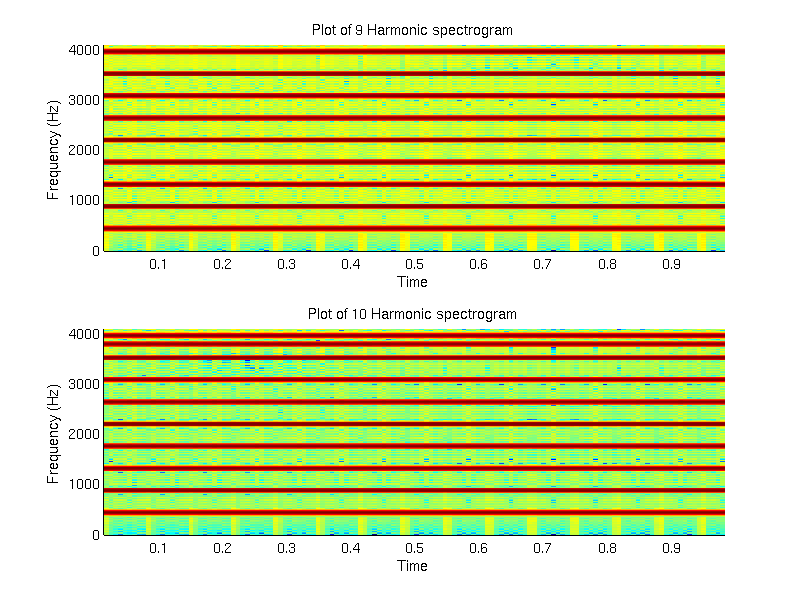 Plot of 9 Harmonic spectrogram
4000
3000
2000
1000
0
Frequency (Hz)
0.1 0.2 0.3 0.4 0.5 0.6 0.7 0.8 0.9
Time
Plot of 10 Harmonic spectrogram
4000
3000
2000
1000
0
Frequency (Hz)
0.1 0.2 0.3 0.4 0.5 0.6 0.7 0.8 0.9
Time